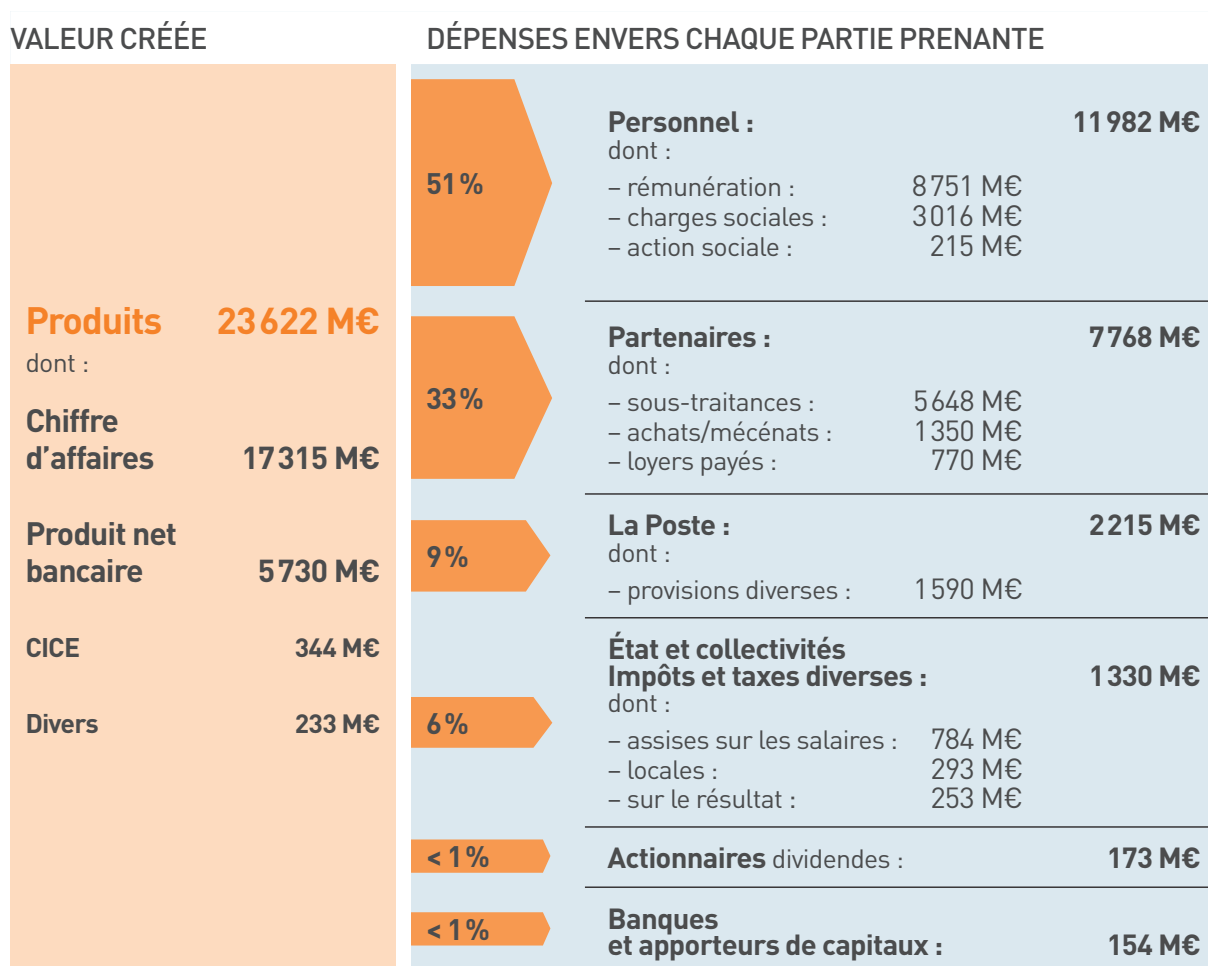 VALEUR CRÉÉE
Produits 23 622 M€
dont :
Chiffre
d’affaires 17 315 M€
Produit net
bancaire 5 730 M€
CICE 344 M€
Divers 233 M€
DÉPENSES ENVERS CHAQUE PARTIE PRENANTE
51 %
Personnel : 11 982 M€
dont :
– rémunération : 8 751 M€
– charges sociales : 3 016 M€
– action sociale : 215 M€
33 %
Partenaires : 7 768 M€
dont :
– sous-traitances : 5 648 M€
– achats/mécénats : 1 350 M€
– loyers payés : 770 M€
9 %
La Poste : 2 215 M€
dont :
– provisions diverses : 1 590 M€
6 %
État et collectivités
Impôts et taxes diverses : 1 330 M€
dont :
– assises sur les salaires : 784 M€
– locales : 293 M€
– sur le résultat : 253 M€
< 1 %
Actionnaires dividendes : 173 M€
< 1 %
Banques
et apporteurs de capitaux : 154 M€